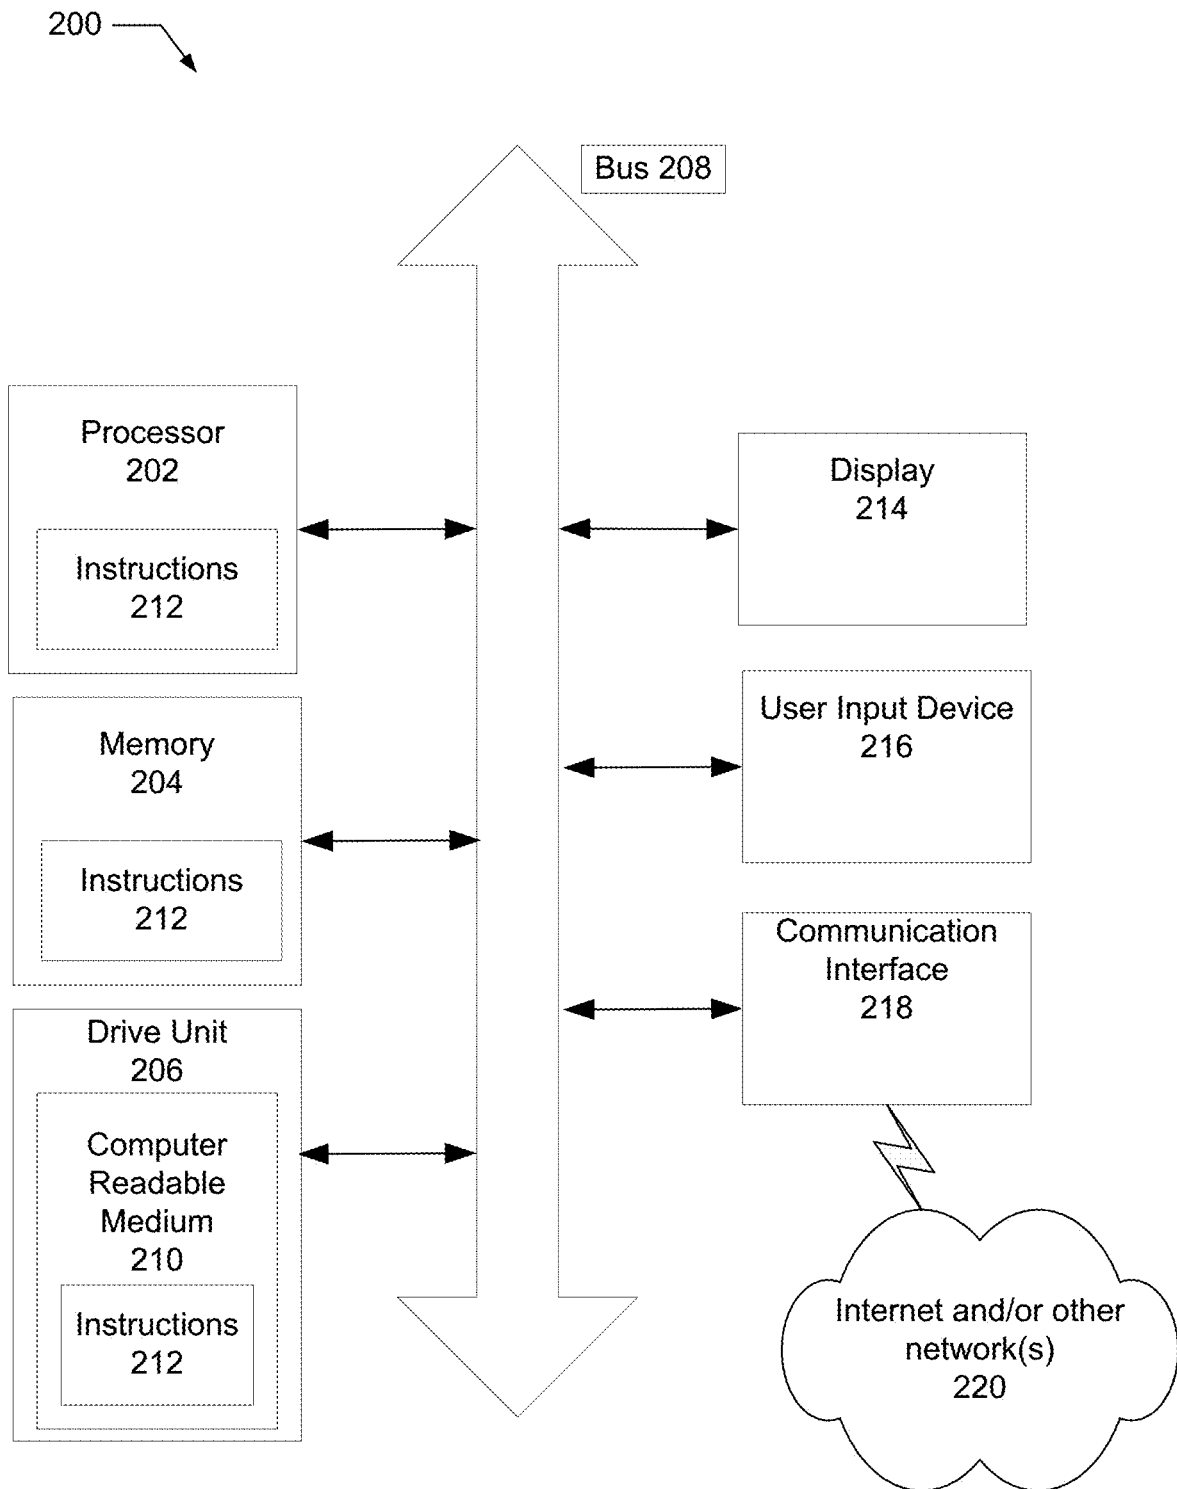 200
Bus 208
Processor
202
Instructions
212
Memory
204
Instructions
212
Drive Unit
206
Computer
Readable
Medium
210
Instructions
212
Display
214
User Input Device
216
Communication
Interface
218
Internet and/or other
network(s)
220